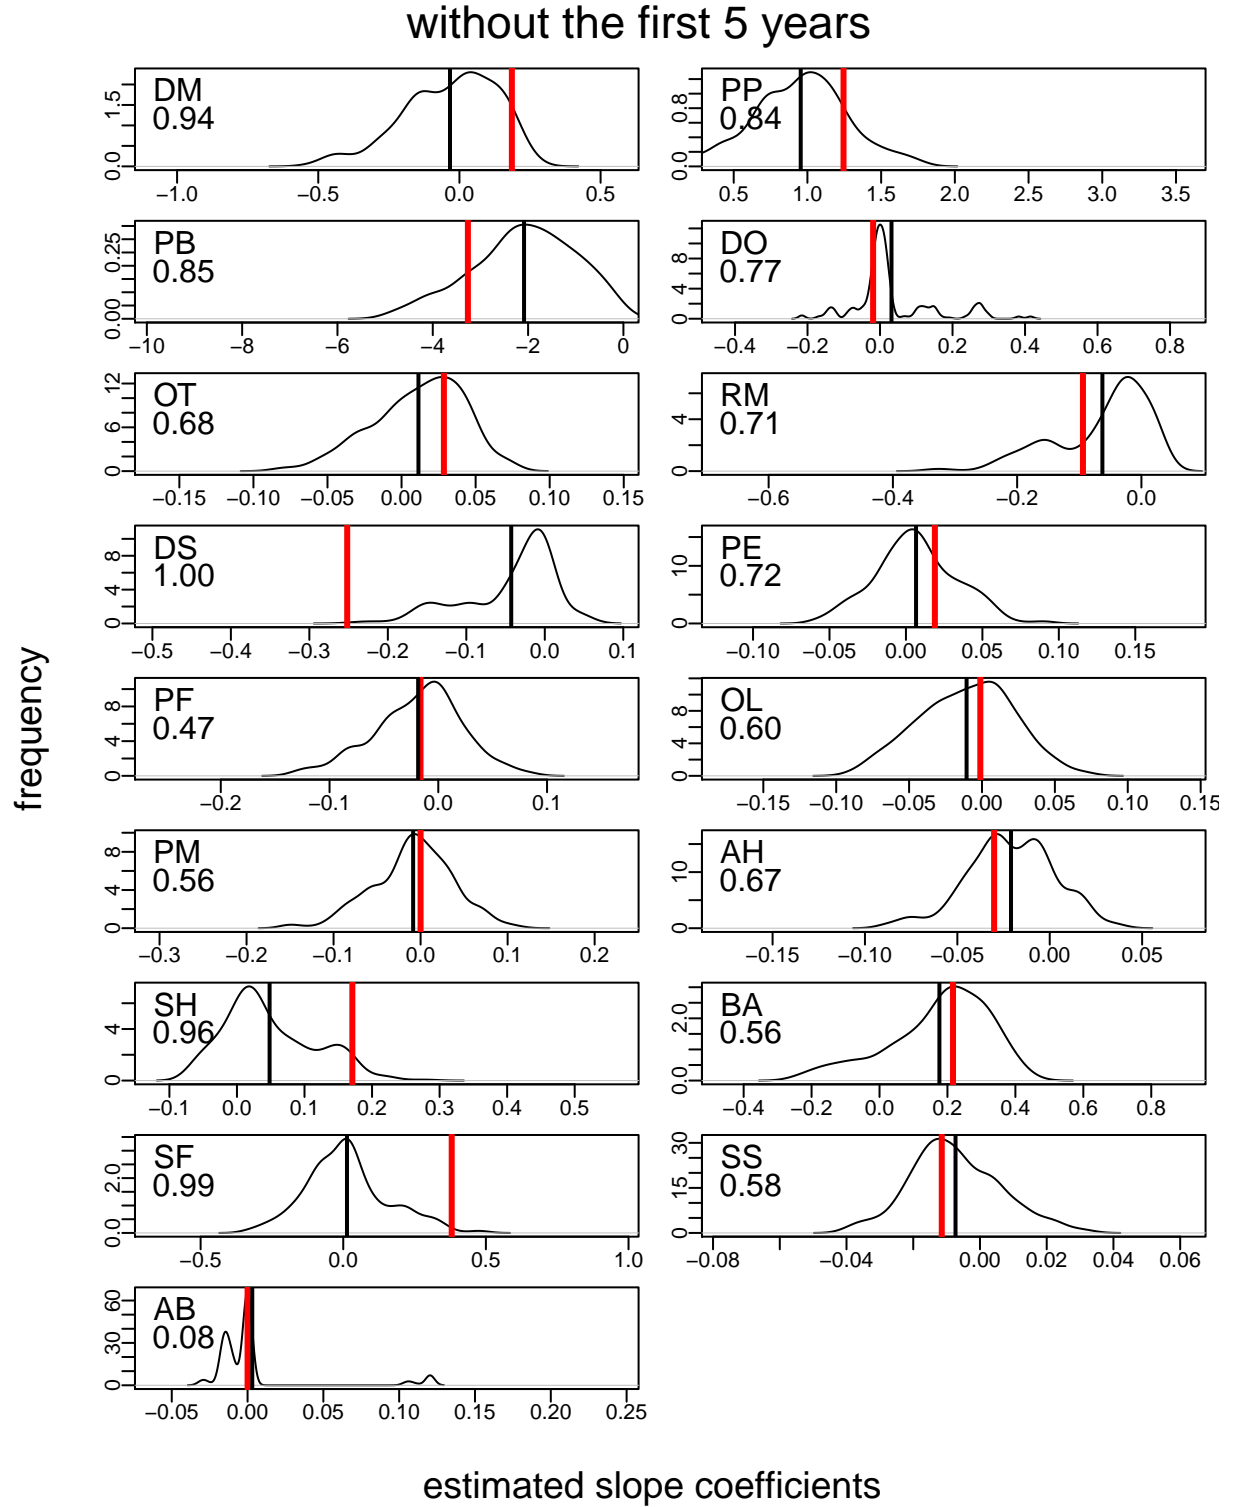 without the first 5 years
DM
0.94
0.0 1.5
−1.0 −0.5 0.0 0.5
PP
0.84
0.0 0.8
0.5 1.0 1.5 2.0 2.5 3.0 3.5
PB
0.85
0.00 0.25
−10 −8 −6 −4 −2 0
DO
0.77
0 4 8
−0.4 −0.2 0.0 0.2 0.4 0.6 0.8
OT
0.68
0 6 12
−0.15 −0.10 −0.05 0.00 0.05 0.10 0.15
RM
0.71
0 4
−0.6 −0.4 −0.2 0.0
DS
1.00
0 4 8
−0.5 −0.4 −0.3 −0.2 −0.1 0.0 0.1
PE
0.72
0 10
−0.10 −0.05 0.00 0.05 0.10 0.15
PF
0.47
0 4 8
−0.2 −0.1 0.0 0.1
OL
0.60
0 4 8
−0.15 −0.10 −0.05 0.00 0.05 0.10 0.15
PM
0.56
0 4 8
−0.3 −0.2 −0.1 0.0 0.1 0.2
AH
0.67
0 10
−0.15 −0.10 −0.05 0.00 0.05
SH
0.96
0 4
−0.1 0.0 0.1 0.2 0.3 0.4 0.5
BA
0.56
0.0 2.0
−0.4 −0.2 0.0 0.2 0.4 0.6 0.8
SF
0.99
0.0 2.0
−0.5 0.0 0.5 1.0
SS
0.58
0 15 30
−0.08 −0.04 0.00 0.02 0.04 0.06
AB
0.08
0 30 60
−0.05 0.00 0.05 0.10 0.15 0.20 0.25
frequency
estimated slope coefficients